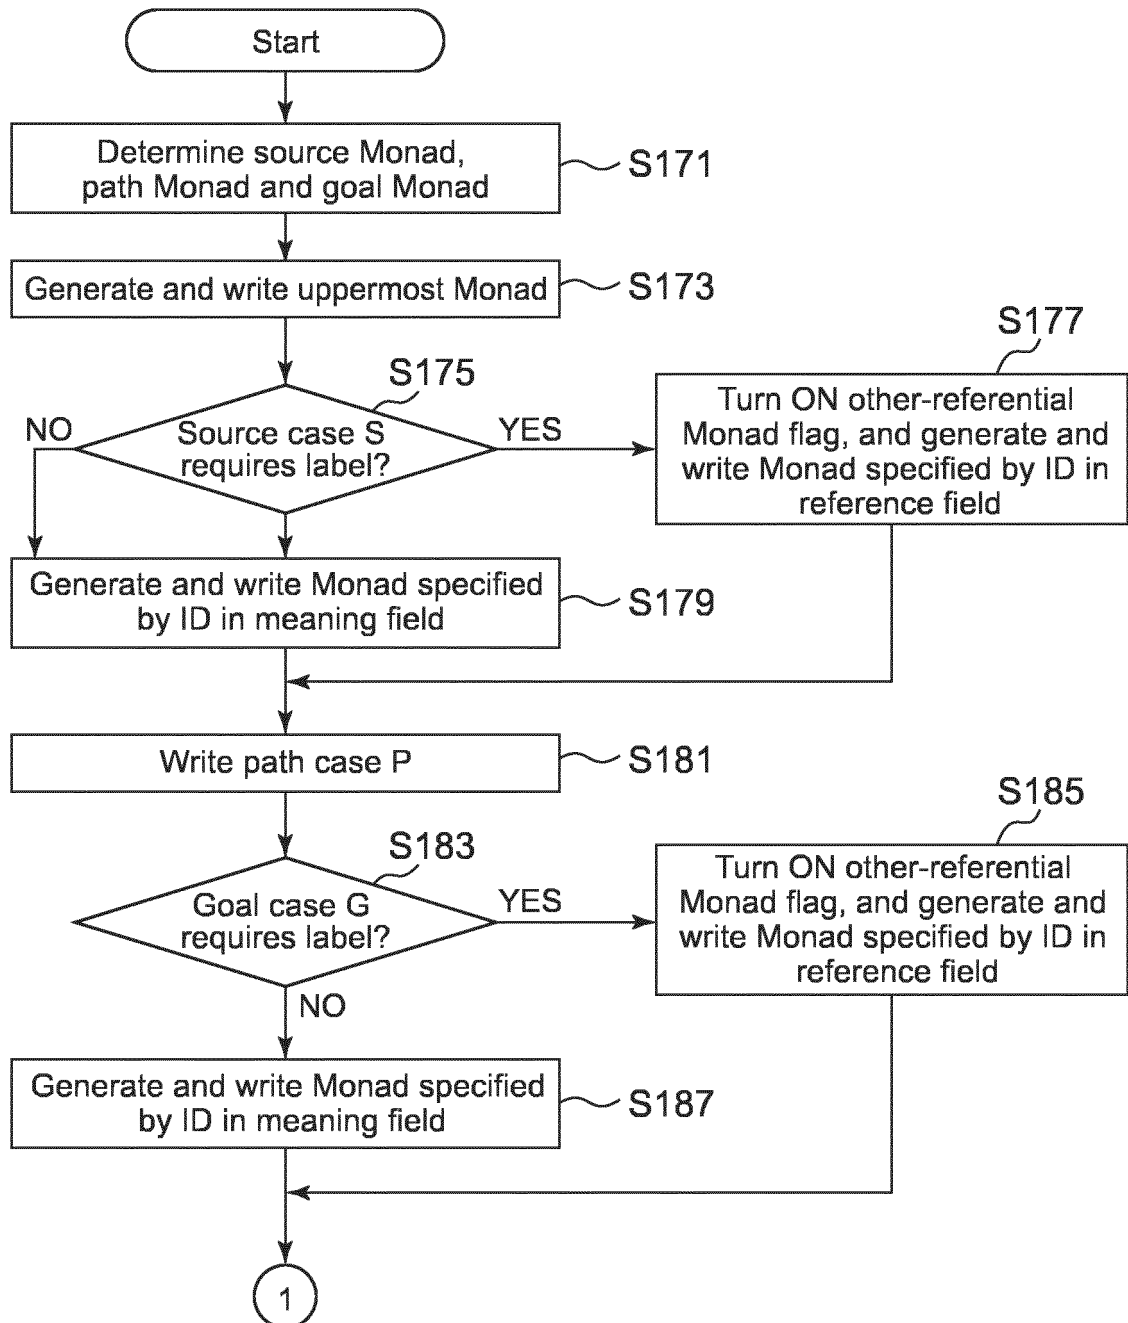 Start
Determine source Monad,
path Monad and goal Monad
S171
Generate and write uppermost Monad
S173
S175
Source case S
requires label?
NO
YES
S177
Turn ON other-referential
Monad flag, and generate and
write Monad specified by ID in
reference field
Generate and write Monad specified
by ID in meaning field
S179
Write path case P
S181
S183
Goal case G
requires label?
YES
NO
S185
Turn ON other-referential
Monad flag, and generate and
write Monad specified by ID in
reference field
Generate and write Monad specified
by ID in meaning field
S187
1